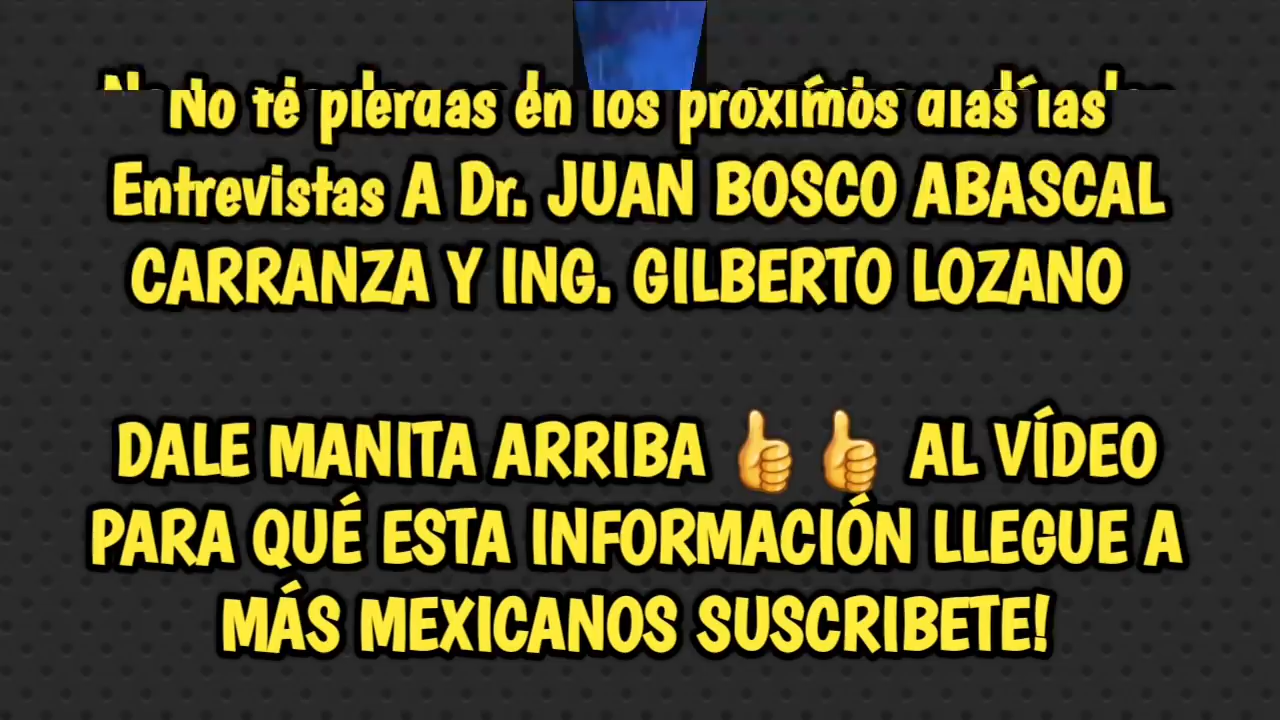 No te pierdas en los próximos días las
Entrevistas A Dr. JUAN BOSCO ABASCAL
CARRANZA Y ING. GILBERTO LOZANO
DALE MANITA ARRIBA 👍 👍 AL VÍDEO
PARA QUÉ ESTA INFORMACIÓN LLEGUE A
MÁS MEXICANOS SUSCRIBETE!